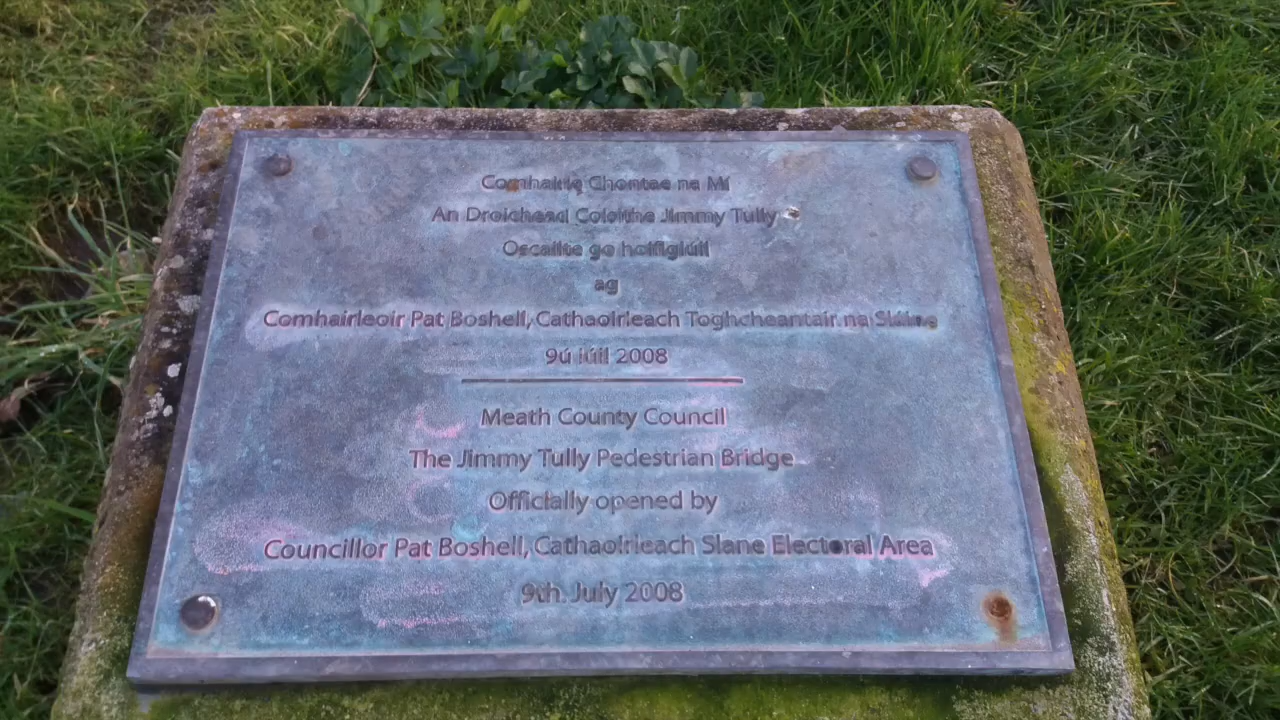 Comhairle Chontae na Mí
An Droichead Coisithe Jimmy Tully
Oscailte go hoifigiúil
ag
Comhairleoir Pat Boshell, Cathaoirleach Toghcheantair na Sláine
9ú Iúil 2008
Meath County Council
The Jimmy Tully Pedestrian Bridge
Officially opened by
Councillor Pat Boshell, Cathaoirleach Slane Electoral Area
9th. July 2008